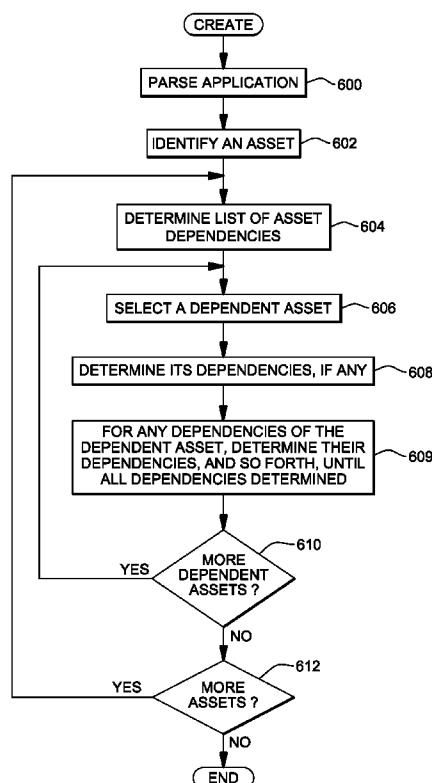 CREATE
PARSE APPLICATION
600
IDENTIFY AN ASSET
602
DETERMINE LIST OF ASSET
DEPENDENCIES
604
SELECT A DEPENDENT ASSET
606
DETERMINE ITS DEPENDENCIES, IF ANY
608
FOR ANY DEPENDENCIES OF THE
DEPENDENT ASSET, DETERMINE THEIR
DEPENDENCIES, AND SO FORTH, UNTIL
ALL DEPENDENCIES DETERMINED
609
610
YES
MORE
DEPENDENT
ASSETS ?
NO
612
YES
MORE
ASSETS ?
NO
END